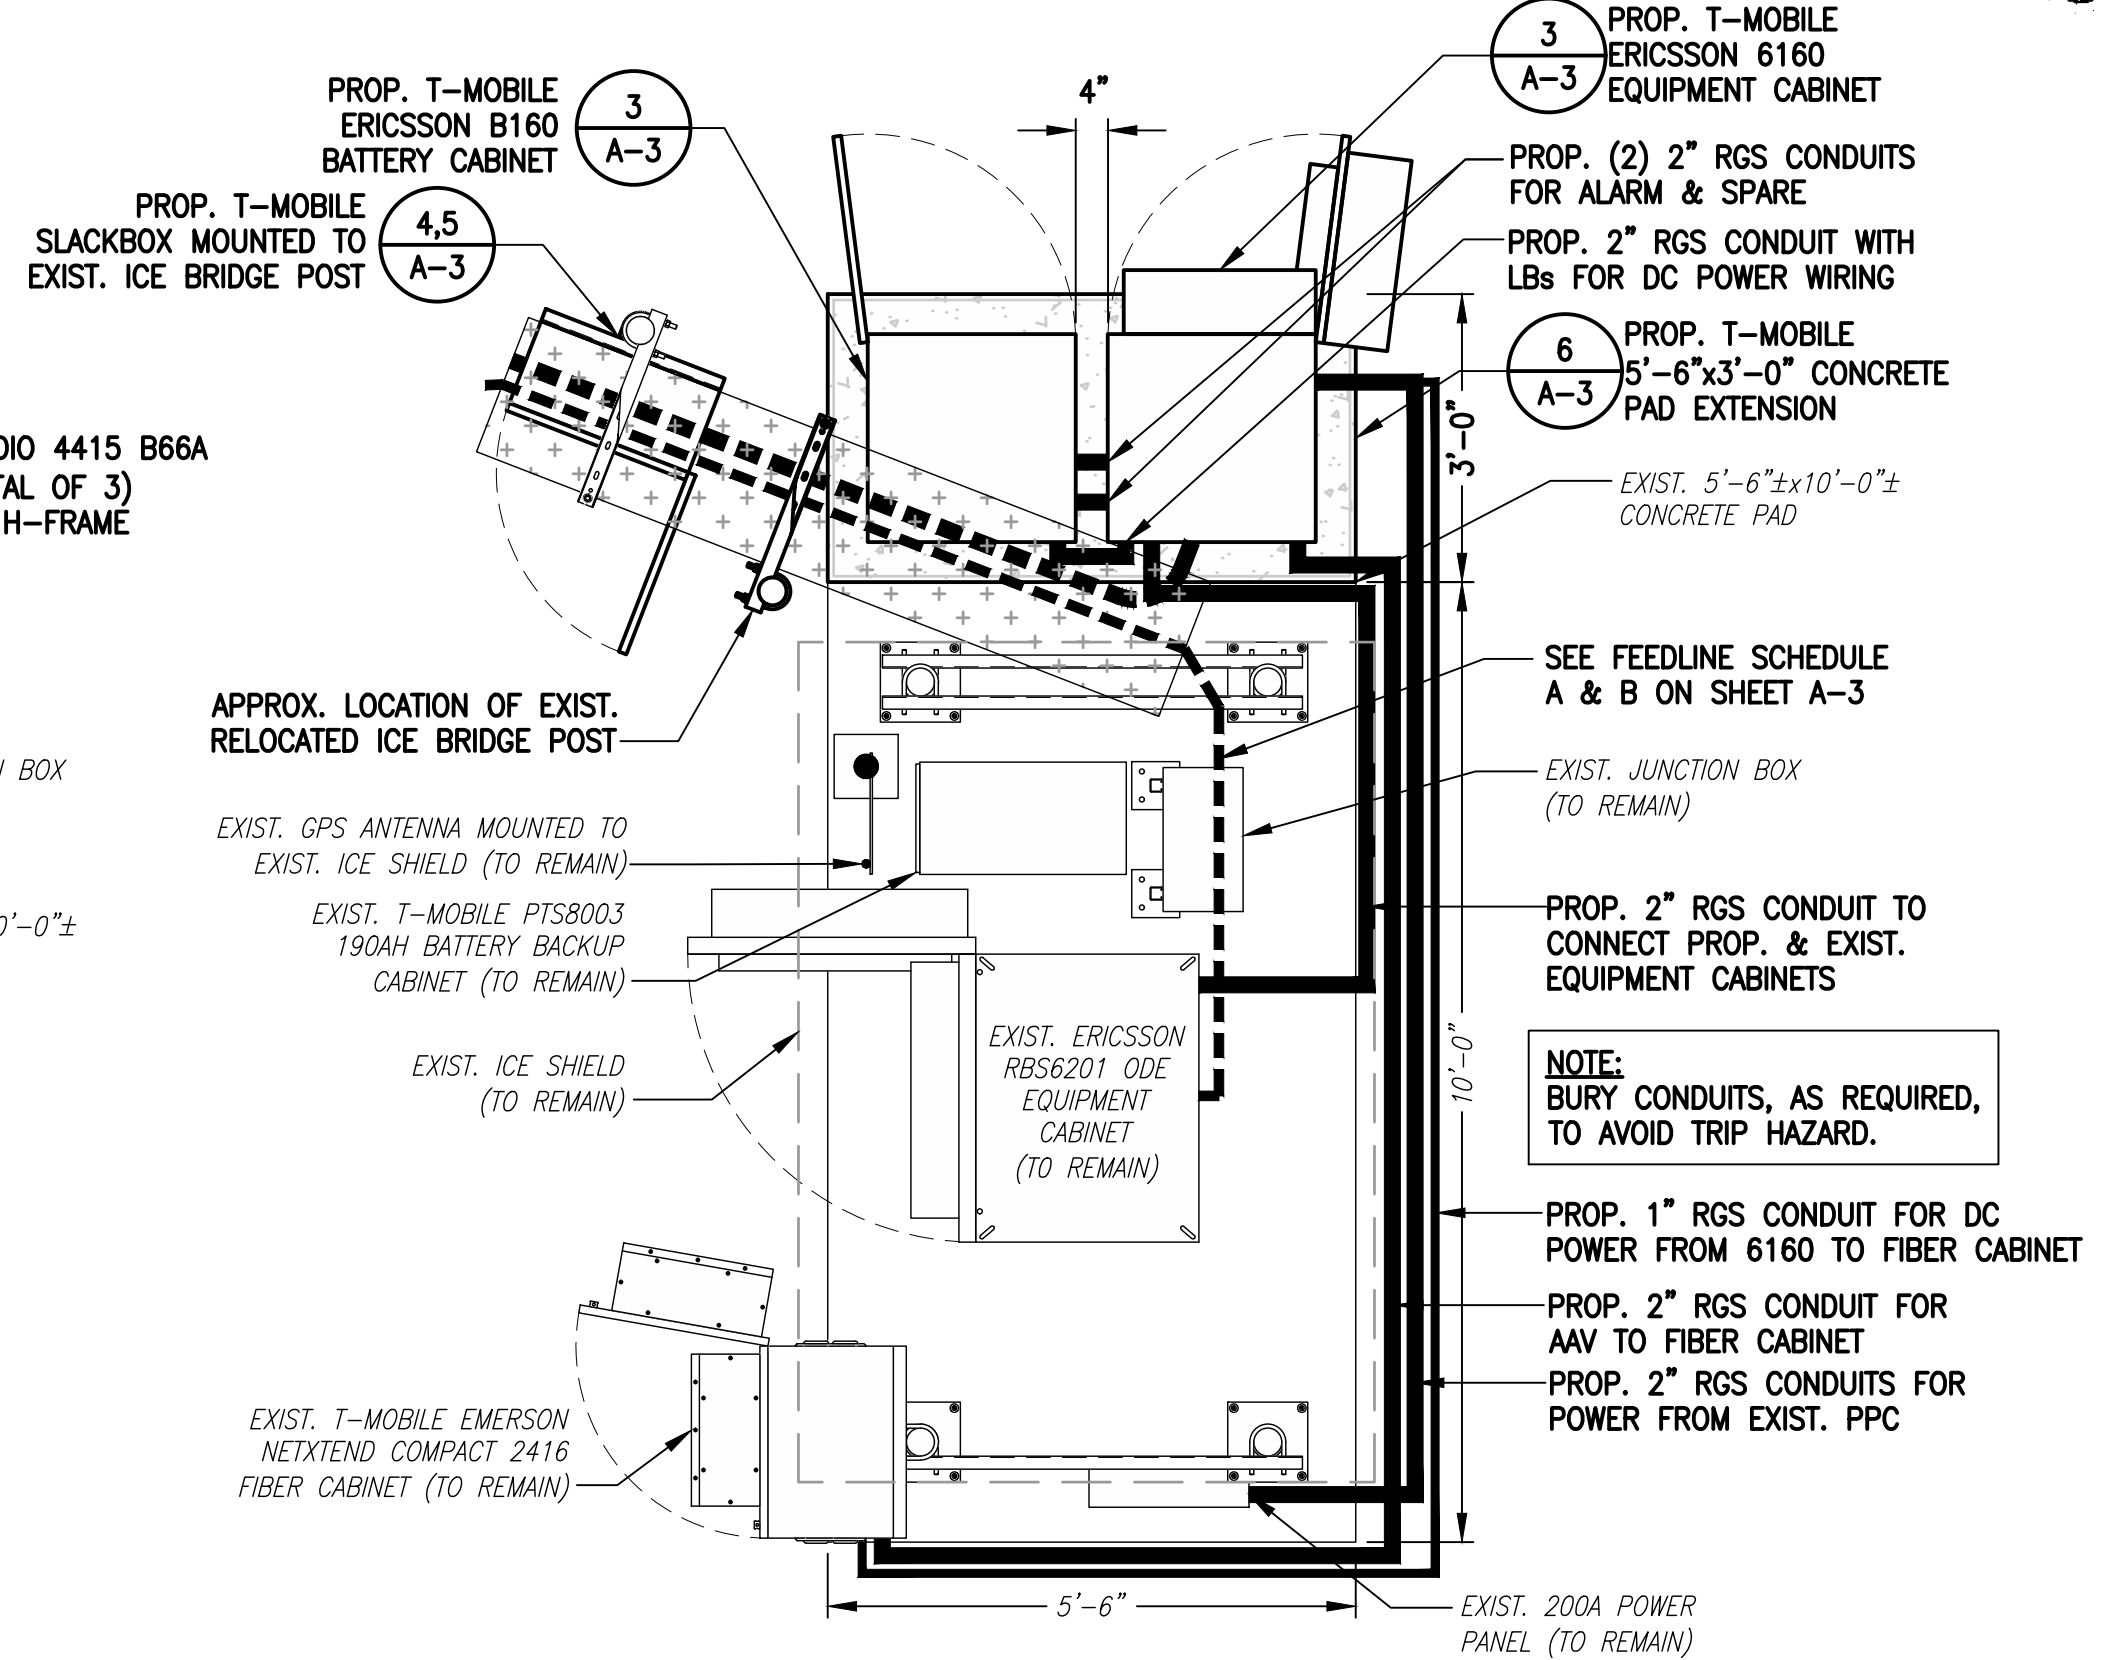 PROP. T-MOBILE
ERICSSON B160
BATTERY CABINET
3
A-3
PROP. T-MOBILE
SLACKBOX MOUNTED TO
EXIST. ICE BRIDGE POST
4,5
A-3
4"
3
A-3
PROP. T-MOBILE
ERICSSON 6160
EQUIPMENT CABINET
PROP. (2) 2" RGS CONDUITS
FOR ALARM & SPARE
PROP. 2" RGS CONDUIT WITH
LBs FOR DC POWER WIRING
6
A-3
PROP. T-MOBILE
5'-6"x3'-0" CONCRETE
PAD EXTENSION
3'-0"
4415 B66A
OF 3)
H-FRAME
EXIST. 5'-6"±x10'-0"±
CONCRETE PAD
SEE FEEDLINE SCHEDULE
A & B ON SHEET A-3
APPROX. LOCATION OF EXIST.
RELOCATED ICE BRIDGE POST
BOX
EXIST. JUNCTION BOX
(TO REMAIN)
EXIST. GPS ANTENNA MOUNTED TO
EXIST. ICE SHIELD (TO REMAIN)
EXIST. T-MOBILE PTS8003
190AH BATTERY BACKUP
CABINET (TO REMAIN)
0'-0"±
PROP. 2" RGS CONDUIT TO
CONNECT PROP. & EXIST.
EQUIPMENT CABINETS
EXIST. ICE SHIELD
(TO REMAIN)
EXIST. ERICSSON
RBS6201 ODE
EQUIPMENT
CABINET
(TO REMAIN)
10'-0"
NOTE:
BURY CONDUITS, AS REQUIRED,
TO AVOID TRIP HAZARD.
PROP. 1" RGS CONDUIT FOR DC
POWER FROM 6160 TO FIBER CABINET
PROP. 2" RGS CONDUIT FOR
AAV TO FIBER CABINET
PROP. 2" RGS CONDUITS FOR
POWER FROM EXIST. PPC
EXIST. T-MOBILE EMERSON
NETXTEND COMPACT 2416
FIBER CABINET (TO REMAIN)
5'-6"
EXIST. 200A POWER
PANEL (TO REMAIN)